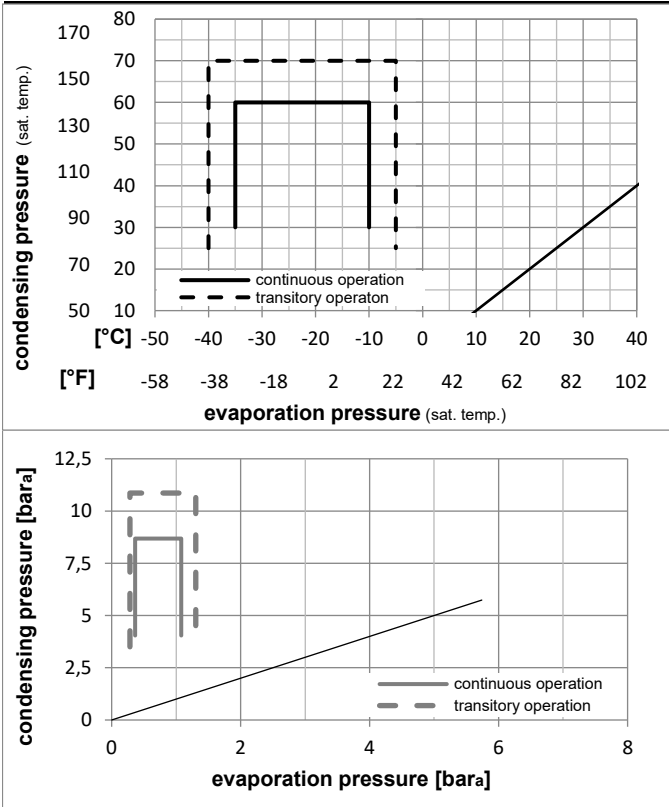 condensing pressure (sat. temp.)
170 80
70
150 60
130 50
110 40
90 30
70 20
50 10
continuous operation
transitory operaton
[°C] -50 -40 -30 -20 -10 0 10 20 30 40
[°F] -58 -38 -18 2 22 42 62 82 102
evaporation pressure (sat. temp.)
condensing pressure [bara]
12,5
10
7,5
5
2,5
0
continuous operation
transitory operation
0 2 4 6 8
evaporation pressure [bara]